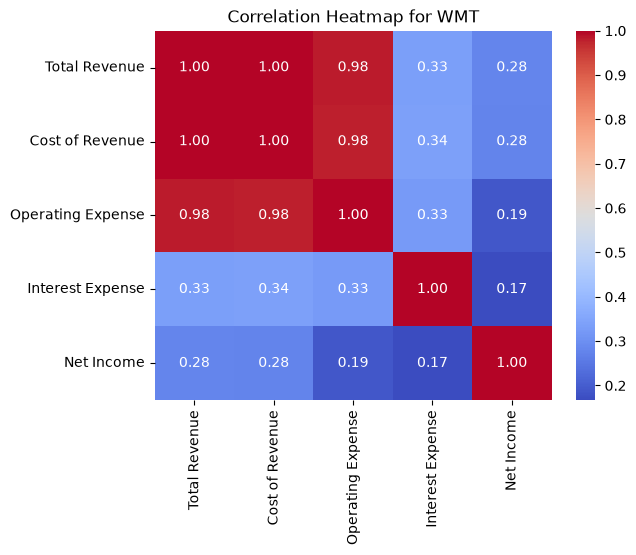 Correlation Heatmap for WMT
Total Revenue 1.00 1.00 0.98 0.33 0.28
Cost of Revenue 1.00 1.00 0.98 0.34 0.28
Operating Expense 0.98 0.98 1.00 0.33 0.19
Interest Expense 0.33 0.34 0.33 1.00 0.17
Net Income 0.28 0.28 0.19 0.17 1.00
Total Revenue
Cost of Revenue
Operating Expense
Interest Expense
Net Income
1.0
0.9
0.8
0.7
0.6
0.5
0.4
0.3
0.2